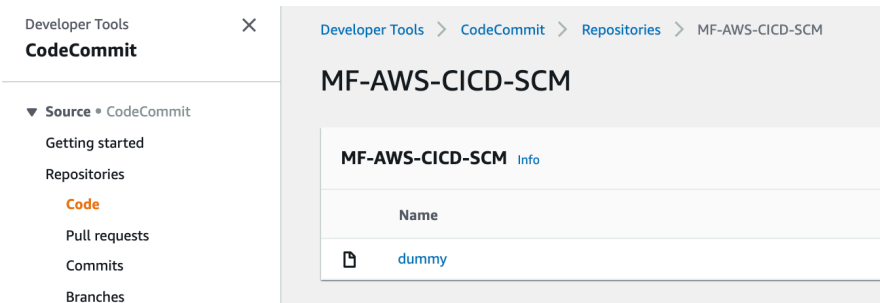 Developer Tools
CodeCommit
Source • CodeCommit
Getting started
Repositories
Code
Pull requests
Commits
Branches
Developer Tools > CodeCommit > Repositories > MF-AWS-CICD-SCM
MF-AWS-CICD-SCM
MF-AWS-CICD-SCM Info
Name
dummy